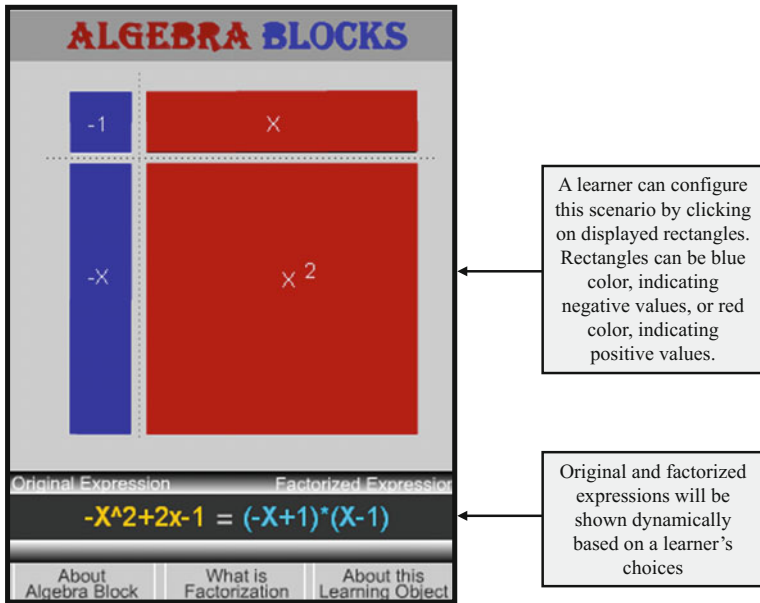 ALGEBRA BLOCKS
-1
X
-X
X 2
Original Expression Factorized Expression
-X^2+2x-1 = (-X+1)*(X-1)
About
Algebra Block
What is
Factorization
About this
Learning Object
A learner can configure
this scenario by clicking
on displayed rectangles.
Rectangles can be blue
color, indicating
negative values, or red
color, indicating
positive values.
Original and factorized
expressions will be
shown dynamically
based on a learner's
choices